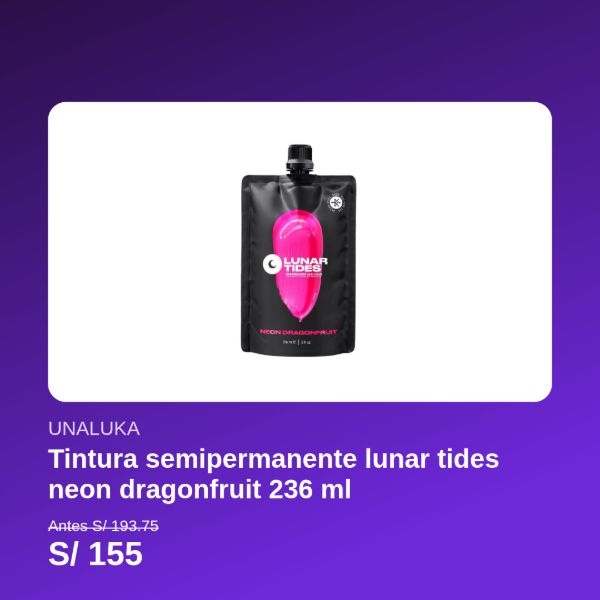 LUNAR
TIDES
NEON DRAGONFRUIT
UNALUKA
Tintura semipermanente lunar tides
neon dragonfruit 236 ml
Antes S/ 193.75
S/ 155